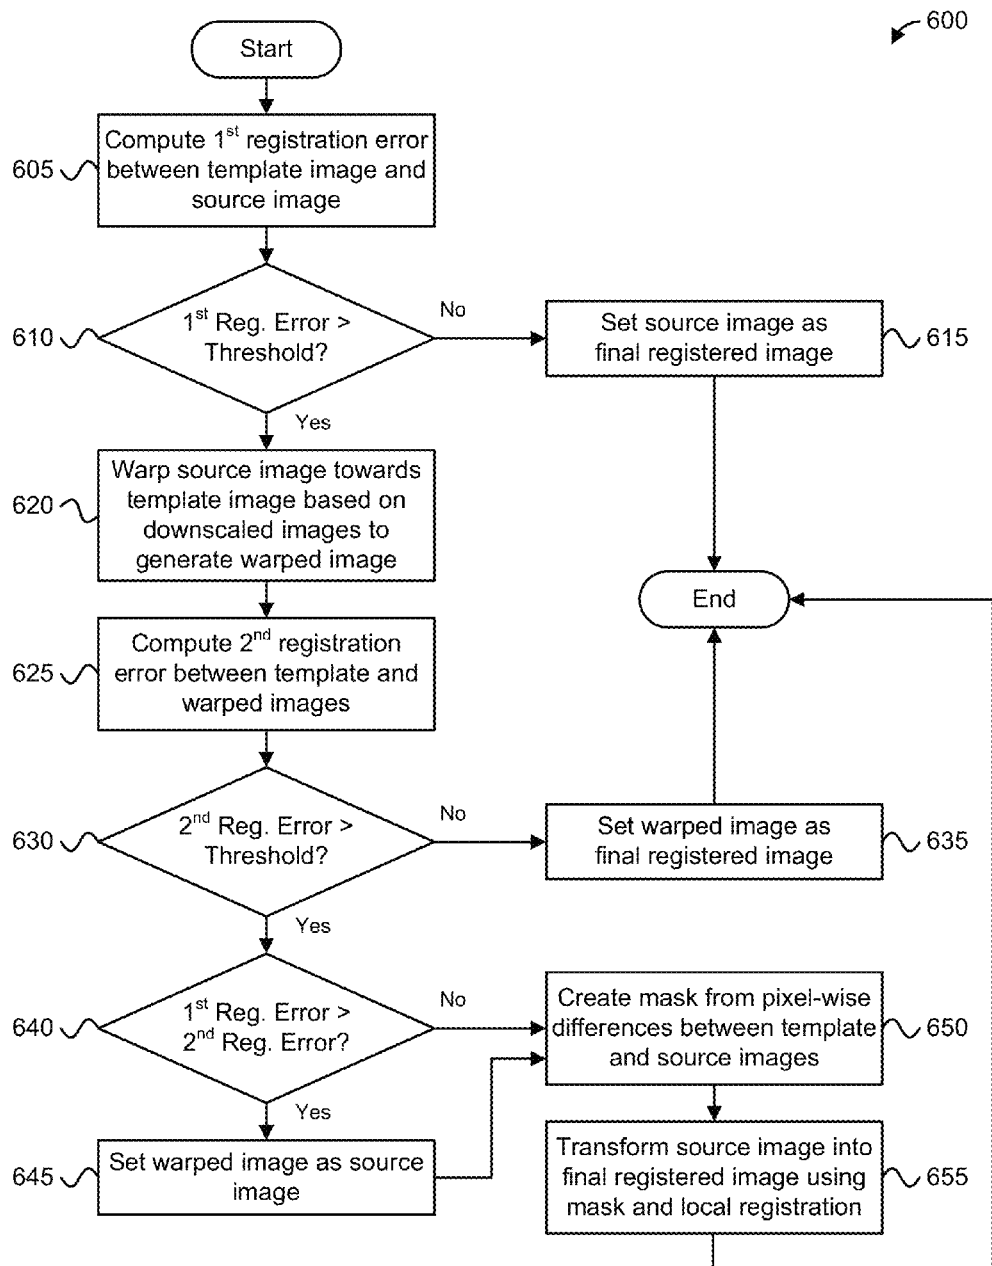 600
Start
605
Compute 1st registration error
between template image and
source image
610
1st Reg. Error >
Threshold?
No
Yes
Set source image as
final registered image
615
620
Warp source image towards
template image based on
downscaled images to
generate warped image
End
625
Compute 2nd registration
error between template and
warped images
630
2nd Reg. Error >
Threshold?
No
Yes
Set warped image as
final registered image
635
640
1st Reg. Error >
2nd Reg. Error?
No
Yes
Create mask from pixel-wise
differences between template
and source images
650
645
Set warped image as source
image
Transform source image into
final registered image using
mask and local registration
655